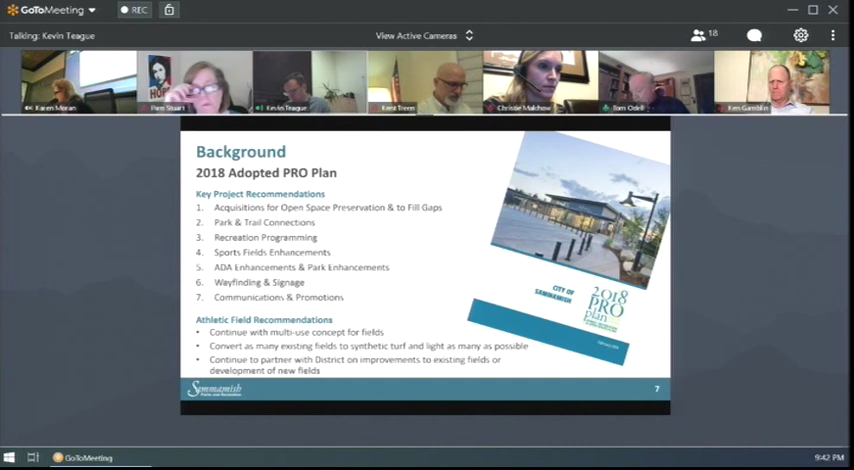 GoToMeeting
REC
Talking: Kevin Teague
View Active Cameras
18
HOPE
Karen Moran
Pam Stuart
Kevin Teague
Kent Treen
Christie Malchow
Tom Odell
Ken Gamblin
Background
2018 Adopted PRO Plan
Key Project Recommendations
1. Acquisitions for Open Space Preservation & to Fill Gaps
2. Park & Trail Connections
3. Recreation Programming
4. Sports Fields Enhancements
5. ADA Enhancements & Park Enhancements
6. Wayfinding & Signage
7. Communications & Promotions
Athletic Field Recommendations
• Continue with multi-use concept for fields
• Convert as many existing fields to synthetic turf and light as many as possible
• Continue to partner with District on improvements to existing fields or
development of new fields
CITY OF
SAMMAMISH
2018
PRO
plan
Sammamish
Parks and Recreation
7
GoToMeeting
9:42 PM